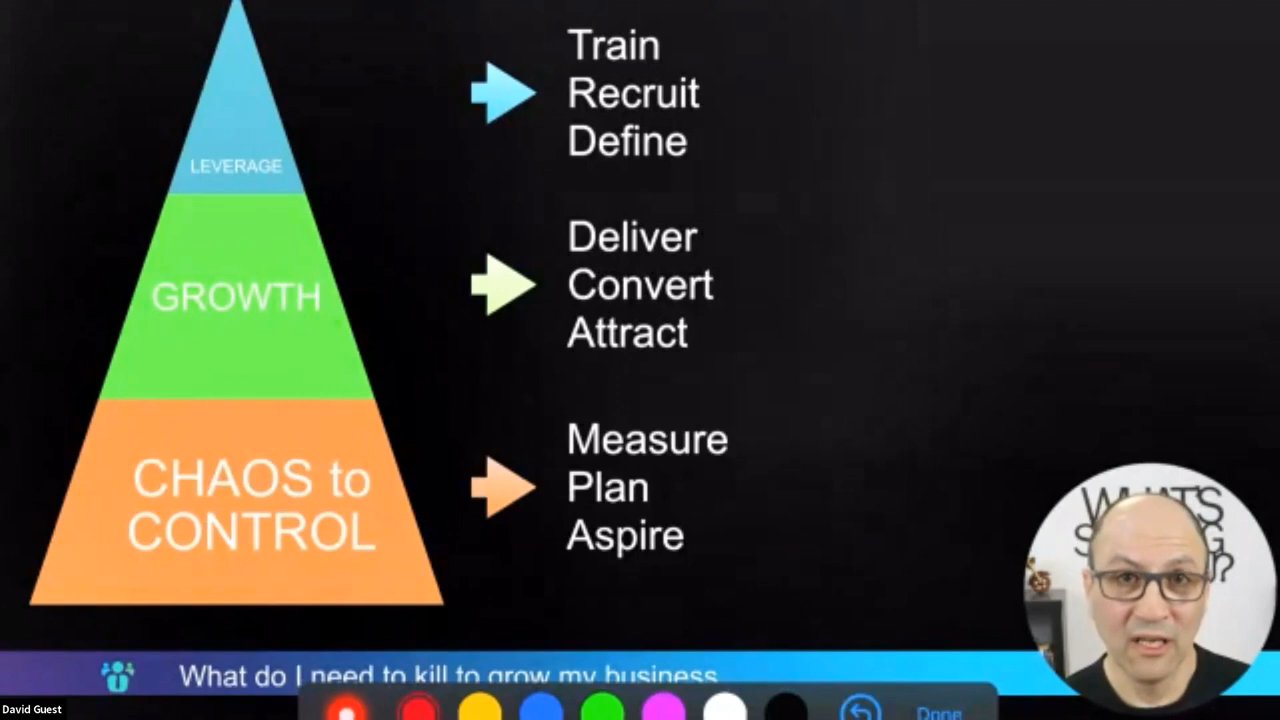 Train
Recruit
Define
LEVERAGE
Deliver
Convert
Attract
GROWTH
Measure
Plan
Aspire
CHAOS to
CONTROL
WHAT'S
What do I need to kill to grow my business
David Guest
Done